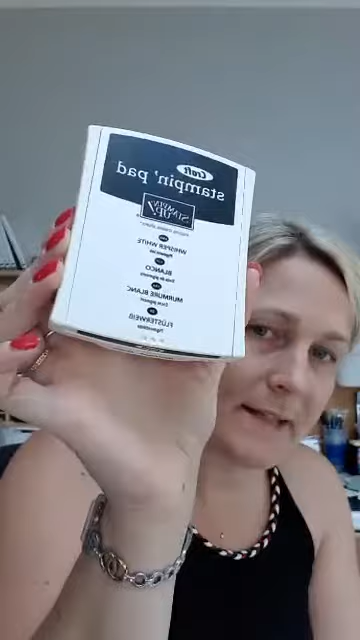 Craft
stampin' pad
STAMPIN' UP!
WHISPER WHITE
BLANCO
MURMURE BLANC
FLÜSTERWEIß